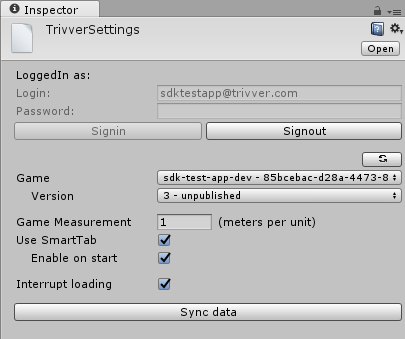 Inspector
TrivverSettings
Open
LoggedIn as:
Login: sdktestapp@trivver.com
Password:
Signin Signout
Game sdk-test-app-dev - 85bcebac-d28a-4473-8
Version 3 - unpublished
Game Measurement 1 (meters per unit)
Use SmartTab
Enable on start
Interrupt loading
Sync data